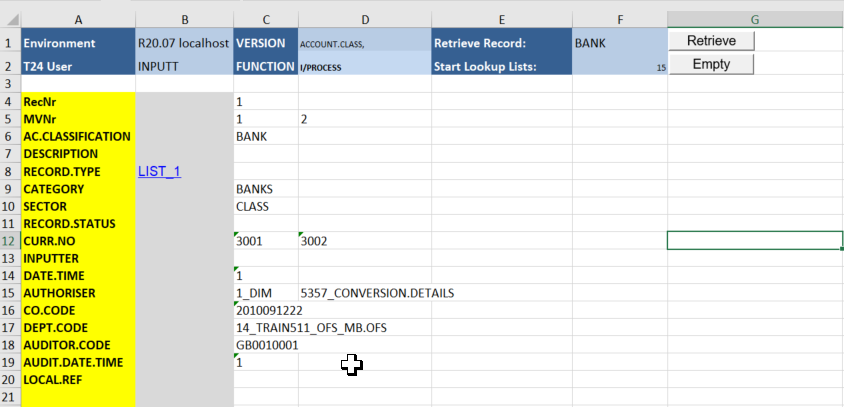 A B C D E F G
1 Environment R20.07 localhost VERSION ACCOUNT.CLASS, Retrieve Record: BANK Retrieve
2 T24 User INPUTT FUNCTION I/PROCESS Start Lookup Lists: 15 Empty
3
4 RecNr 1
5 MVNr 1 2
6 AC.CLASSIFICATION BANK
7 DESCRIPTION
8 RECORD.TYPE LIST_1
9 CATEGORY BANKS
10 SECTOR CLASS
11 RECORD.STATUS
12 CURR.NO 3001 3002
13 INPUTTER
14 DATE.TIME 1
15 AUTHORISER 1_DIM 5357_CONVERSION.DETAILS
16 CO.CODE 2010091222
17 DEPT.CODE 14_TRAIN511_OFS_MB.OFS
18 AUDITOR.CODE GB0010001
19 AUDIT.DATE.TIME 1
20 LOCAL.REF
21